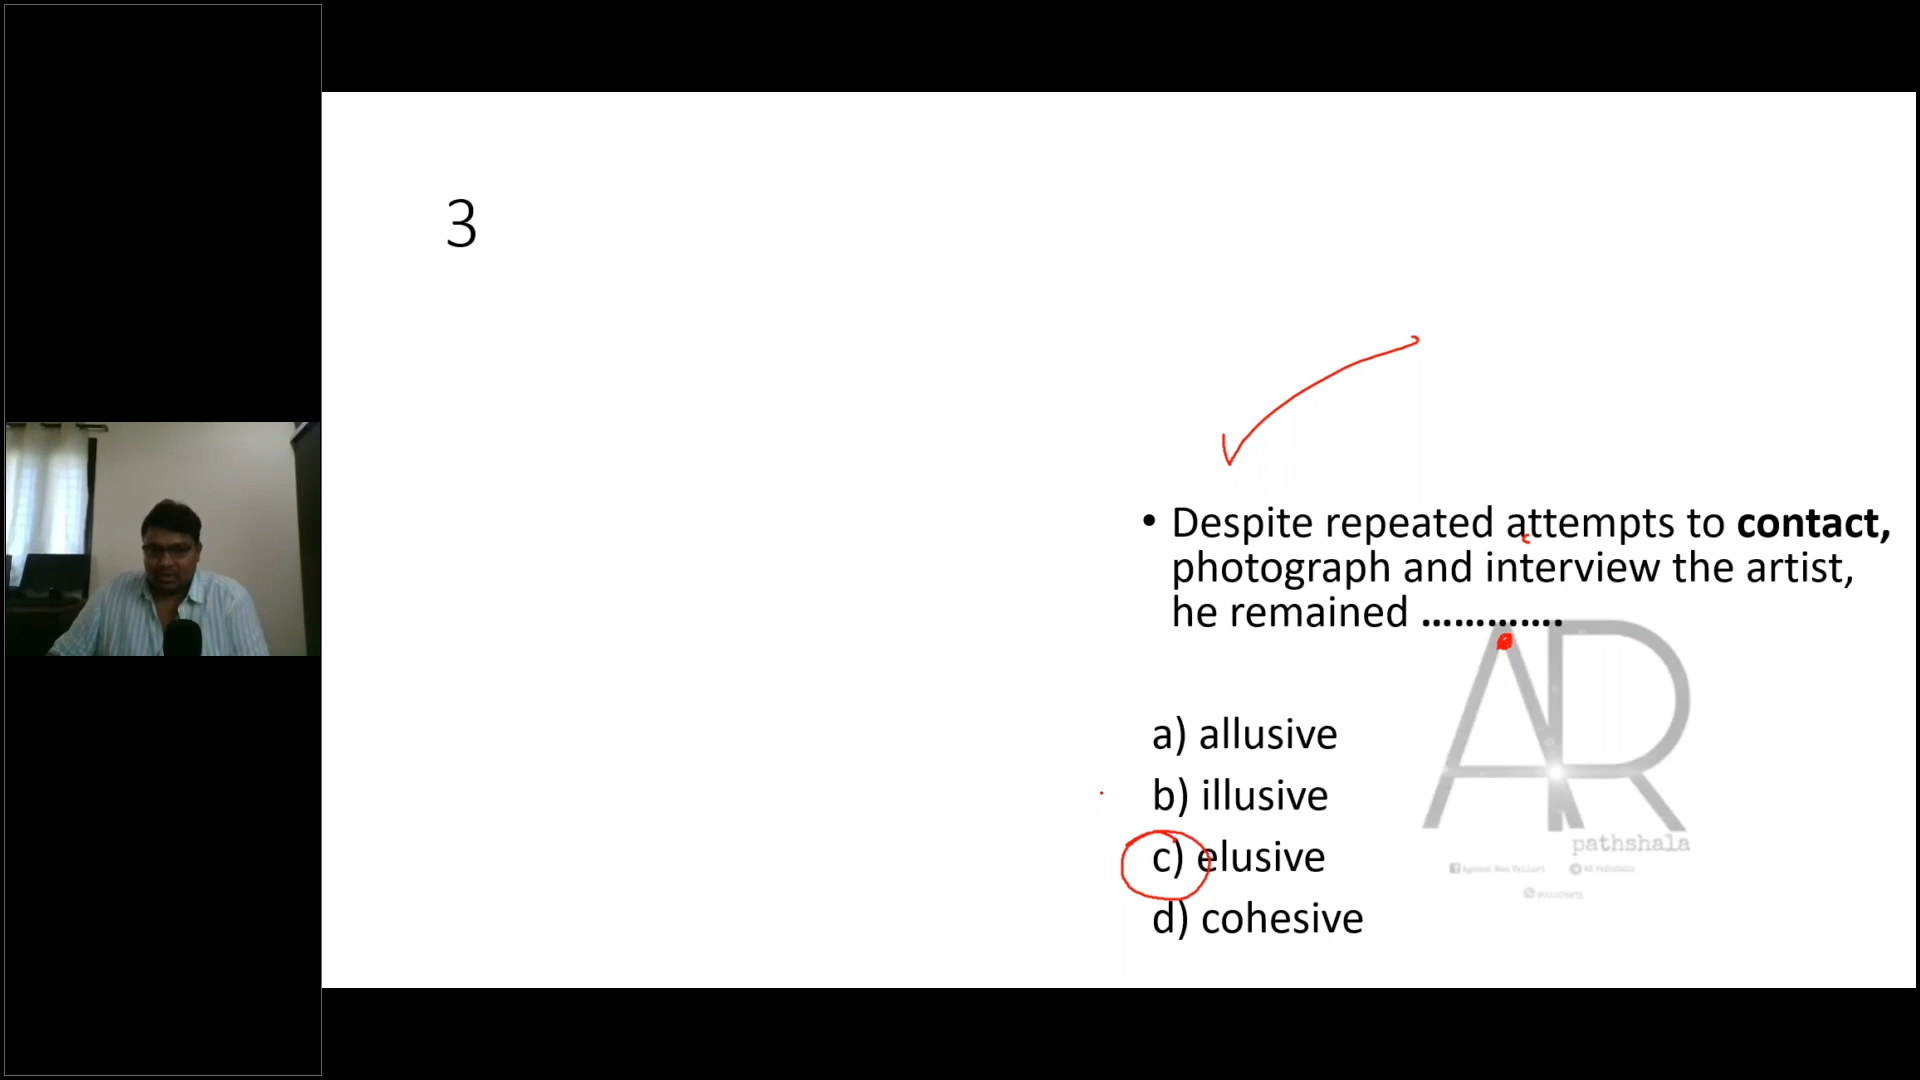 3
• Despite repeated attempts to contact,
photograph and interview the artist,
he remained ………….
a) allusive
b) illusive
c) elusive
d) cohesive
AR
pathshala